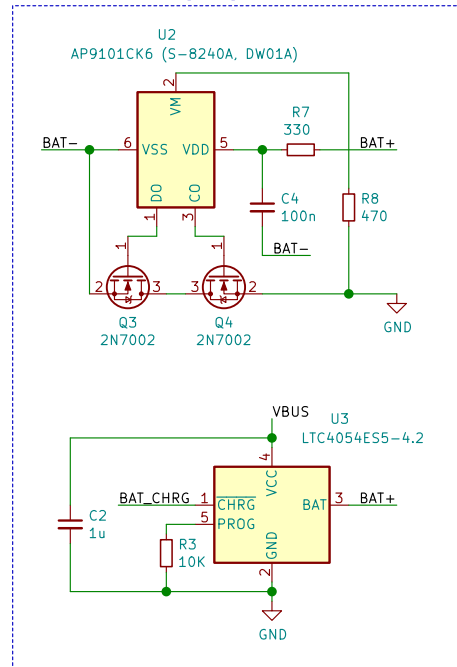 U2
AP9101CK6 (S-8240A, DW01A)
2
VM
R7
330
BAT-
6
VSS
VDD
5
BAT+
DO
CO
C4
100n
R8
470
1
3
BAT-
1
1
2
3
3
2
Q3
2N7002
Q4
2N7002
GND
VBUS
U3
LTC4054ES5-4.2
4
VCC
BAT_CHRG
1
CHRG
BAT
3
BAT+
C2
1u
5
PROG
R3
10K
GND
2
GND